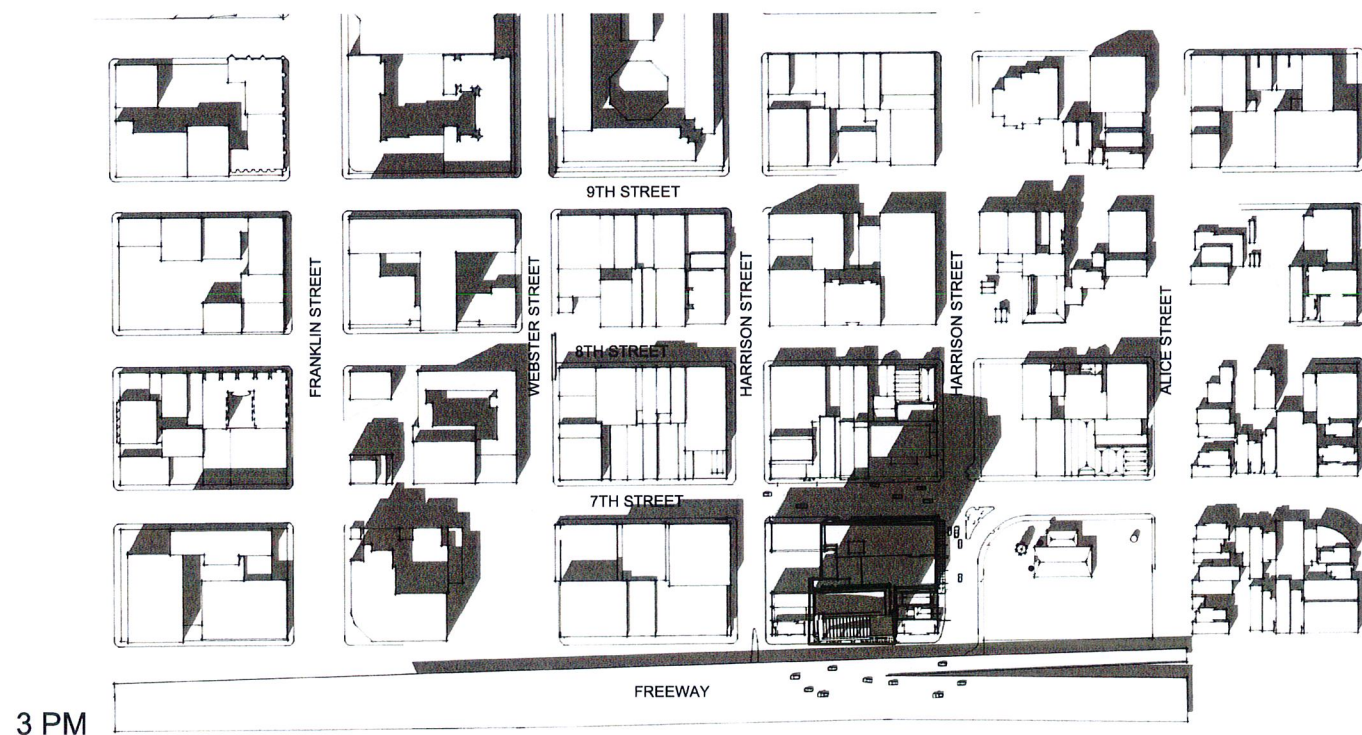 9TH STREET
FRANKLIN STREET
WEBSTER STREET
HARRISON STREET
HARRISON STREET
ALICE STREET
8TH STREET
7TH STREET
FREEWAY
3 PM